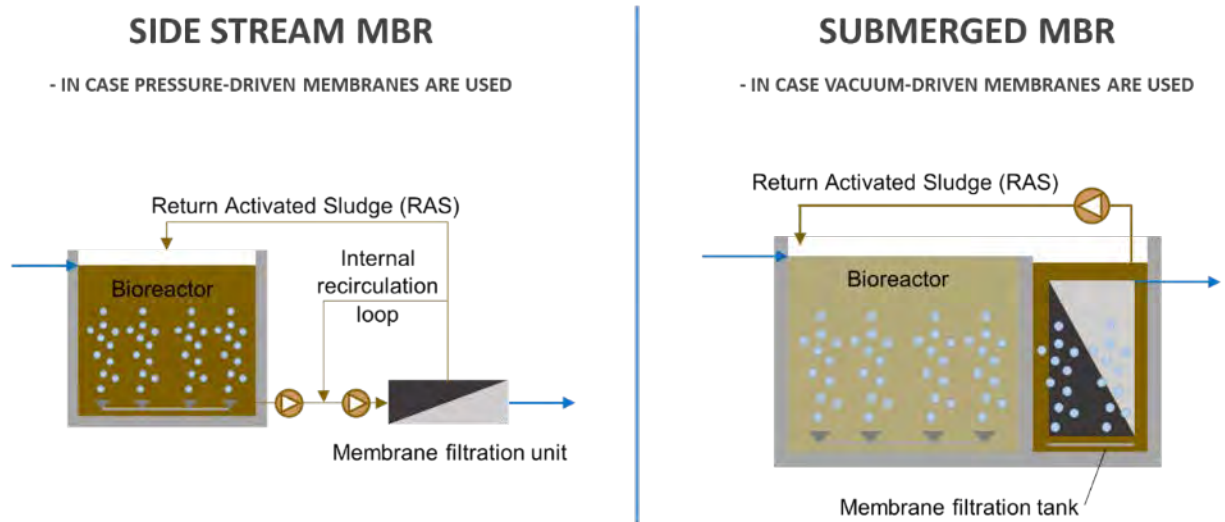 SIDE STREAM MBR
- IN CASE PRESSURE-DRIVEN MEMBRANES ARE USED
Return Activated Sludge (RAS)
Internal
recirculation
loop
Bioreactor
Membrane filtration unit
SUBMERGED MBR
- IN CASE VACUUM-DRIVEN MEMBRANES ARE USED
Return Activated Sludge (RAS)
Bioreactor
Membrane filtration tank